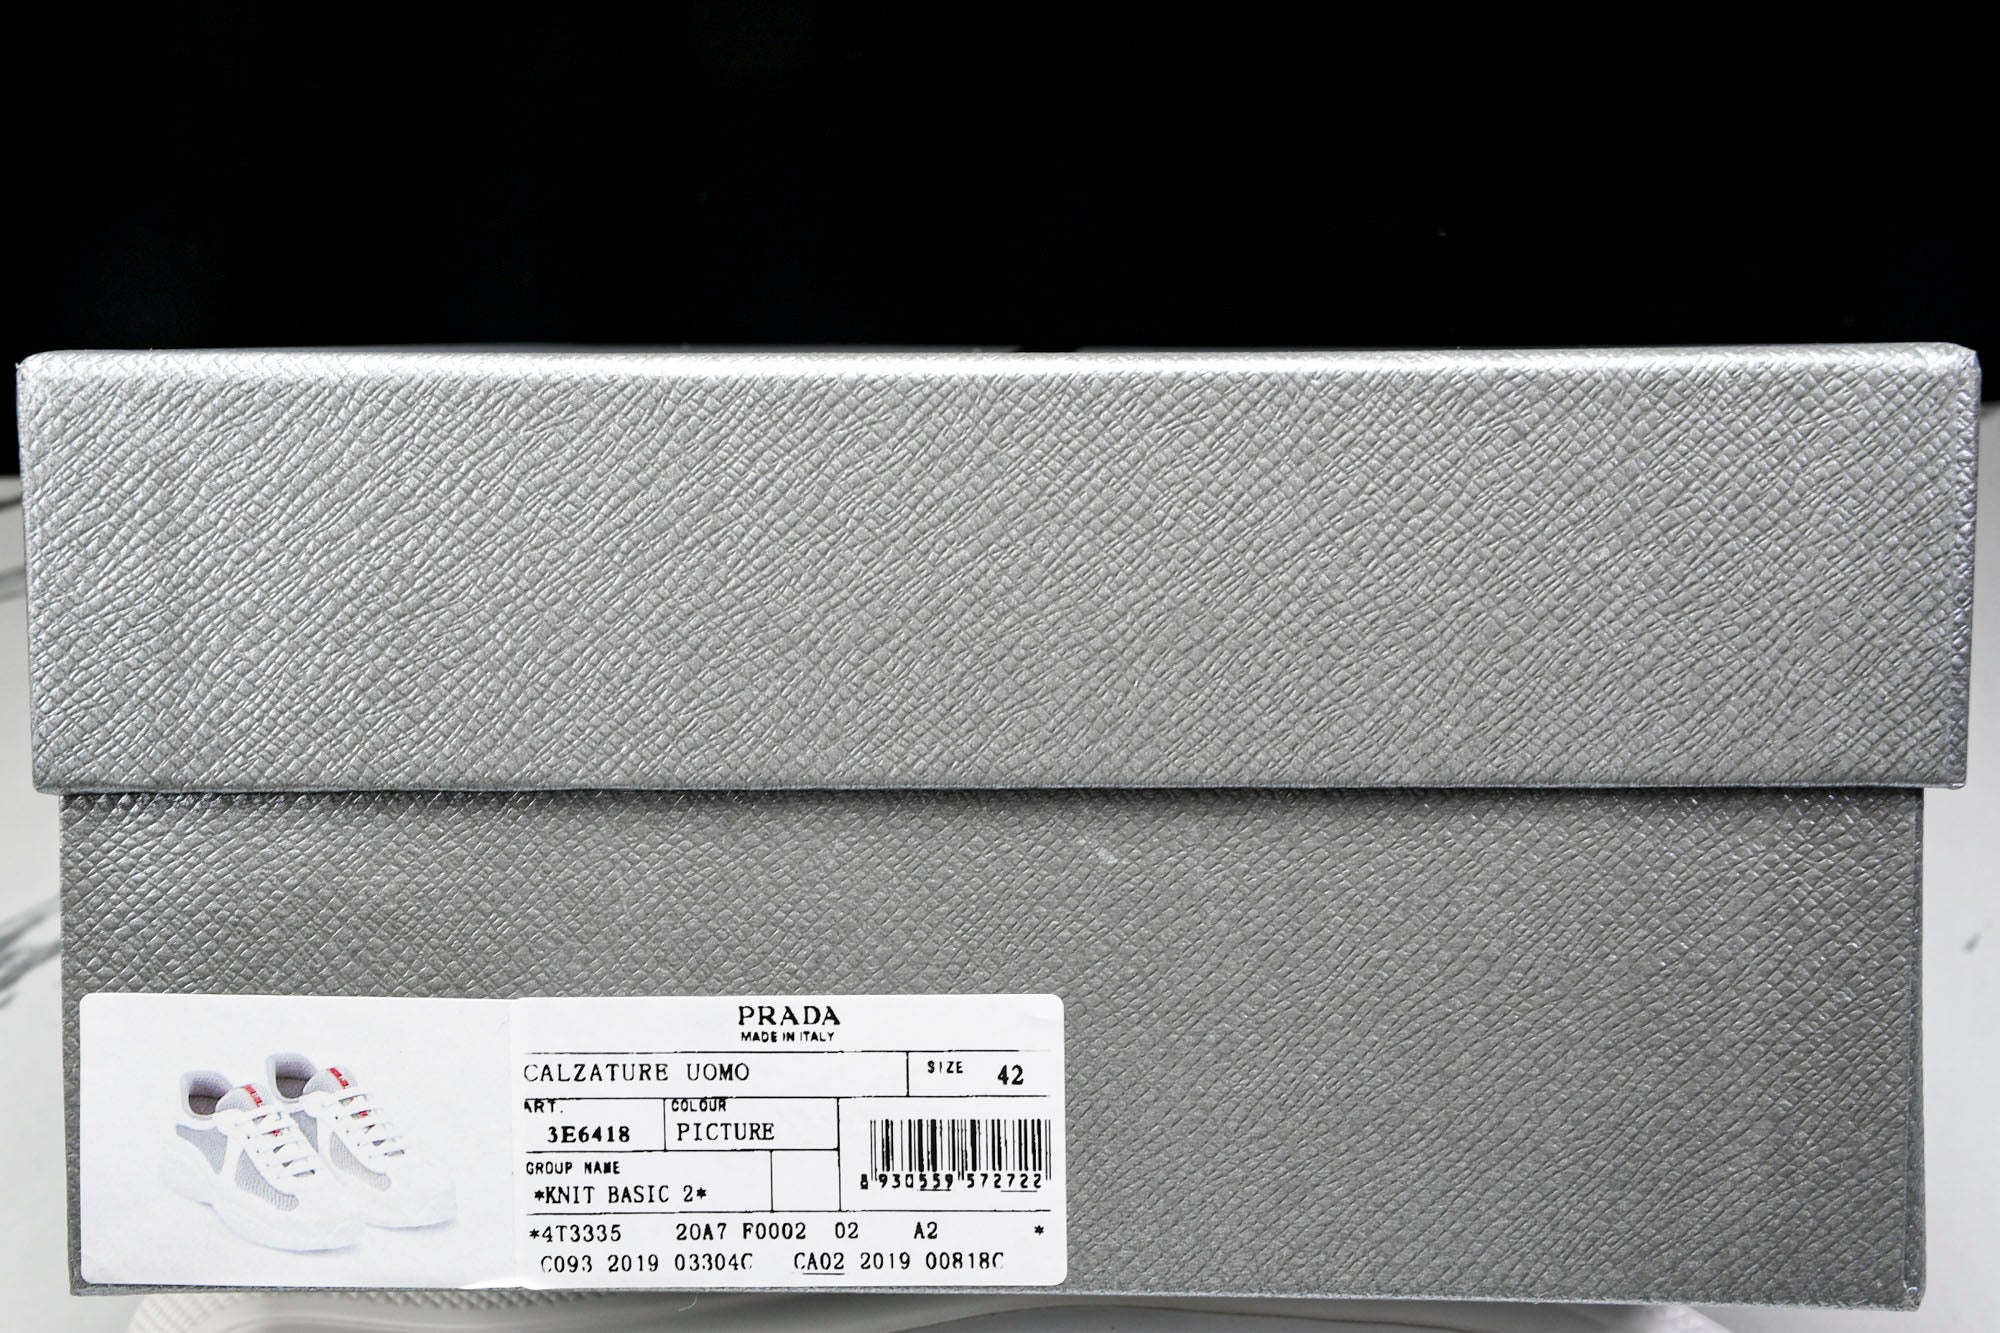 PRADA
MADE IN ITALY
CALZATURE UOMO
SIZE 42
ART. COLOUR
3E6418 PICTURE
GROUP NAME
*KNIT BASIC 2*
8 930559 572722
*4T3335 20A7 F0002 02 A2 *
C093 2019 03304C CA02 2019 00818C